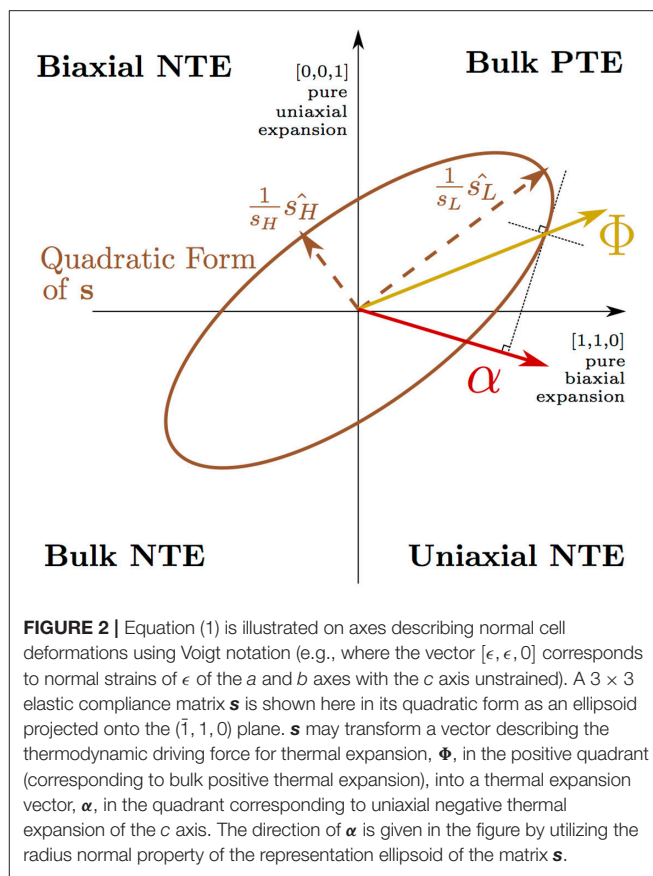 Biaxial NTE
Bulk PTE
[0,0,1]
pure
uniaxial
expansion
1/s_H ŝ_H
1/s_L ŝ_L
Φ
Quadratic Form
of s
[1,1,0]
pure
biaxial
expansion
α
Bulk NTE
Uniaxial NTE
FIGURE 2 | Equation (1) is illustrated on axes describing normal cell
deformations using Voigt notation (e.g., where the vector [ϵ, ϵ, 0] corresponds
to normal strains of ϵ of the a and b axes with the c axis unstrained). A 3 × 3
elastic compliance matrix s is shown here in its quadratic form as an ellipsoid
projected onto the (1̄, 1, 0) plane. s may transform a vector describing the
thermodynamic driving force for thermal expansion, Φ, in the positive quadrant
(corresponding to bulk positive thermal expansion), into a thermal expansion
vector, α, in the quadrant corresponding to uniaxial negative thermal
expansion of the c axis. The direction of α is given in the figure by utilizing the
radius normal property of the representation ellipsoid of the matrix s.